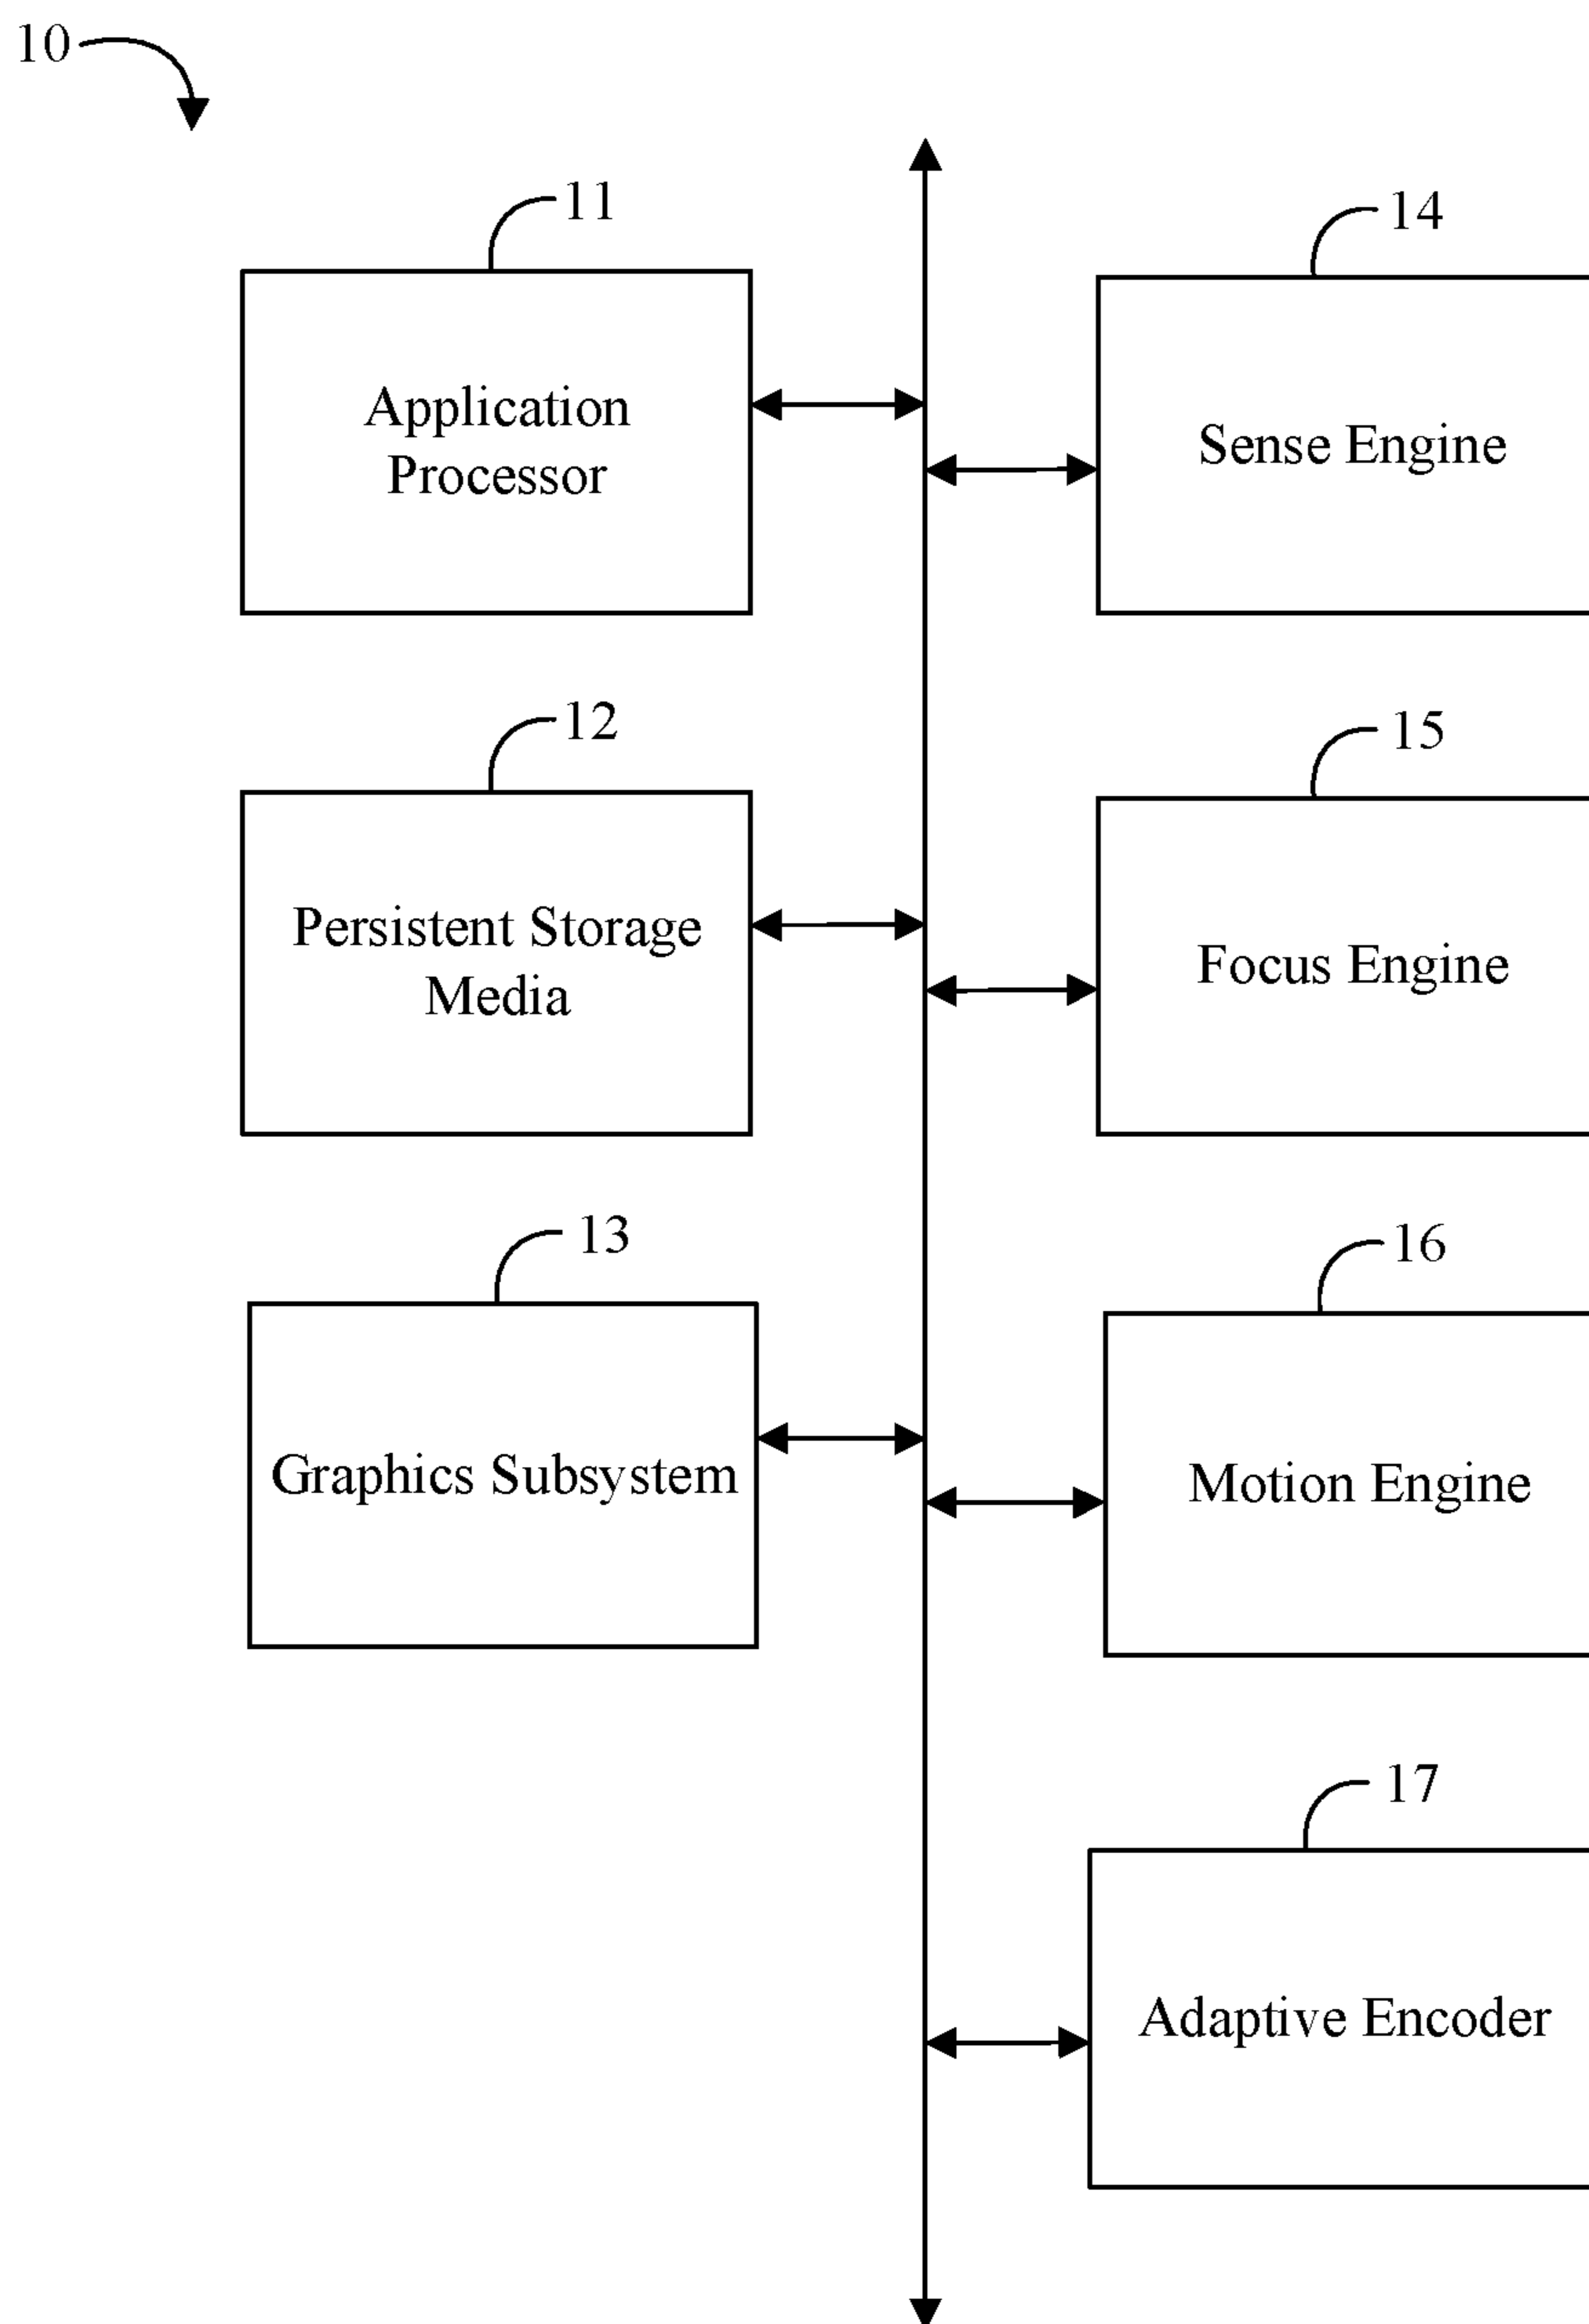 10
11
Application
Processor
14
Sense Engine
12
Persistent Storage
Media
15
Focus Engine
13
Graphics Subsystem
16
Motion Engine
17
Adaptive Encoder